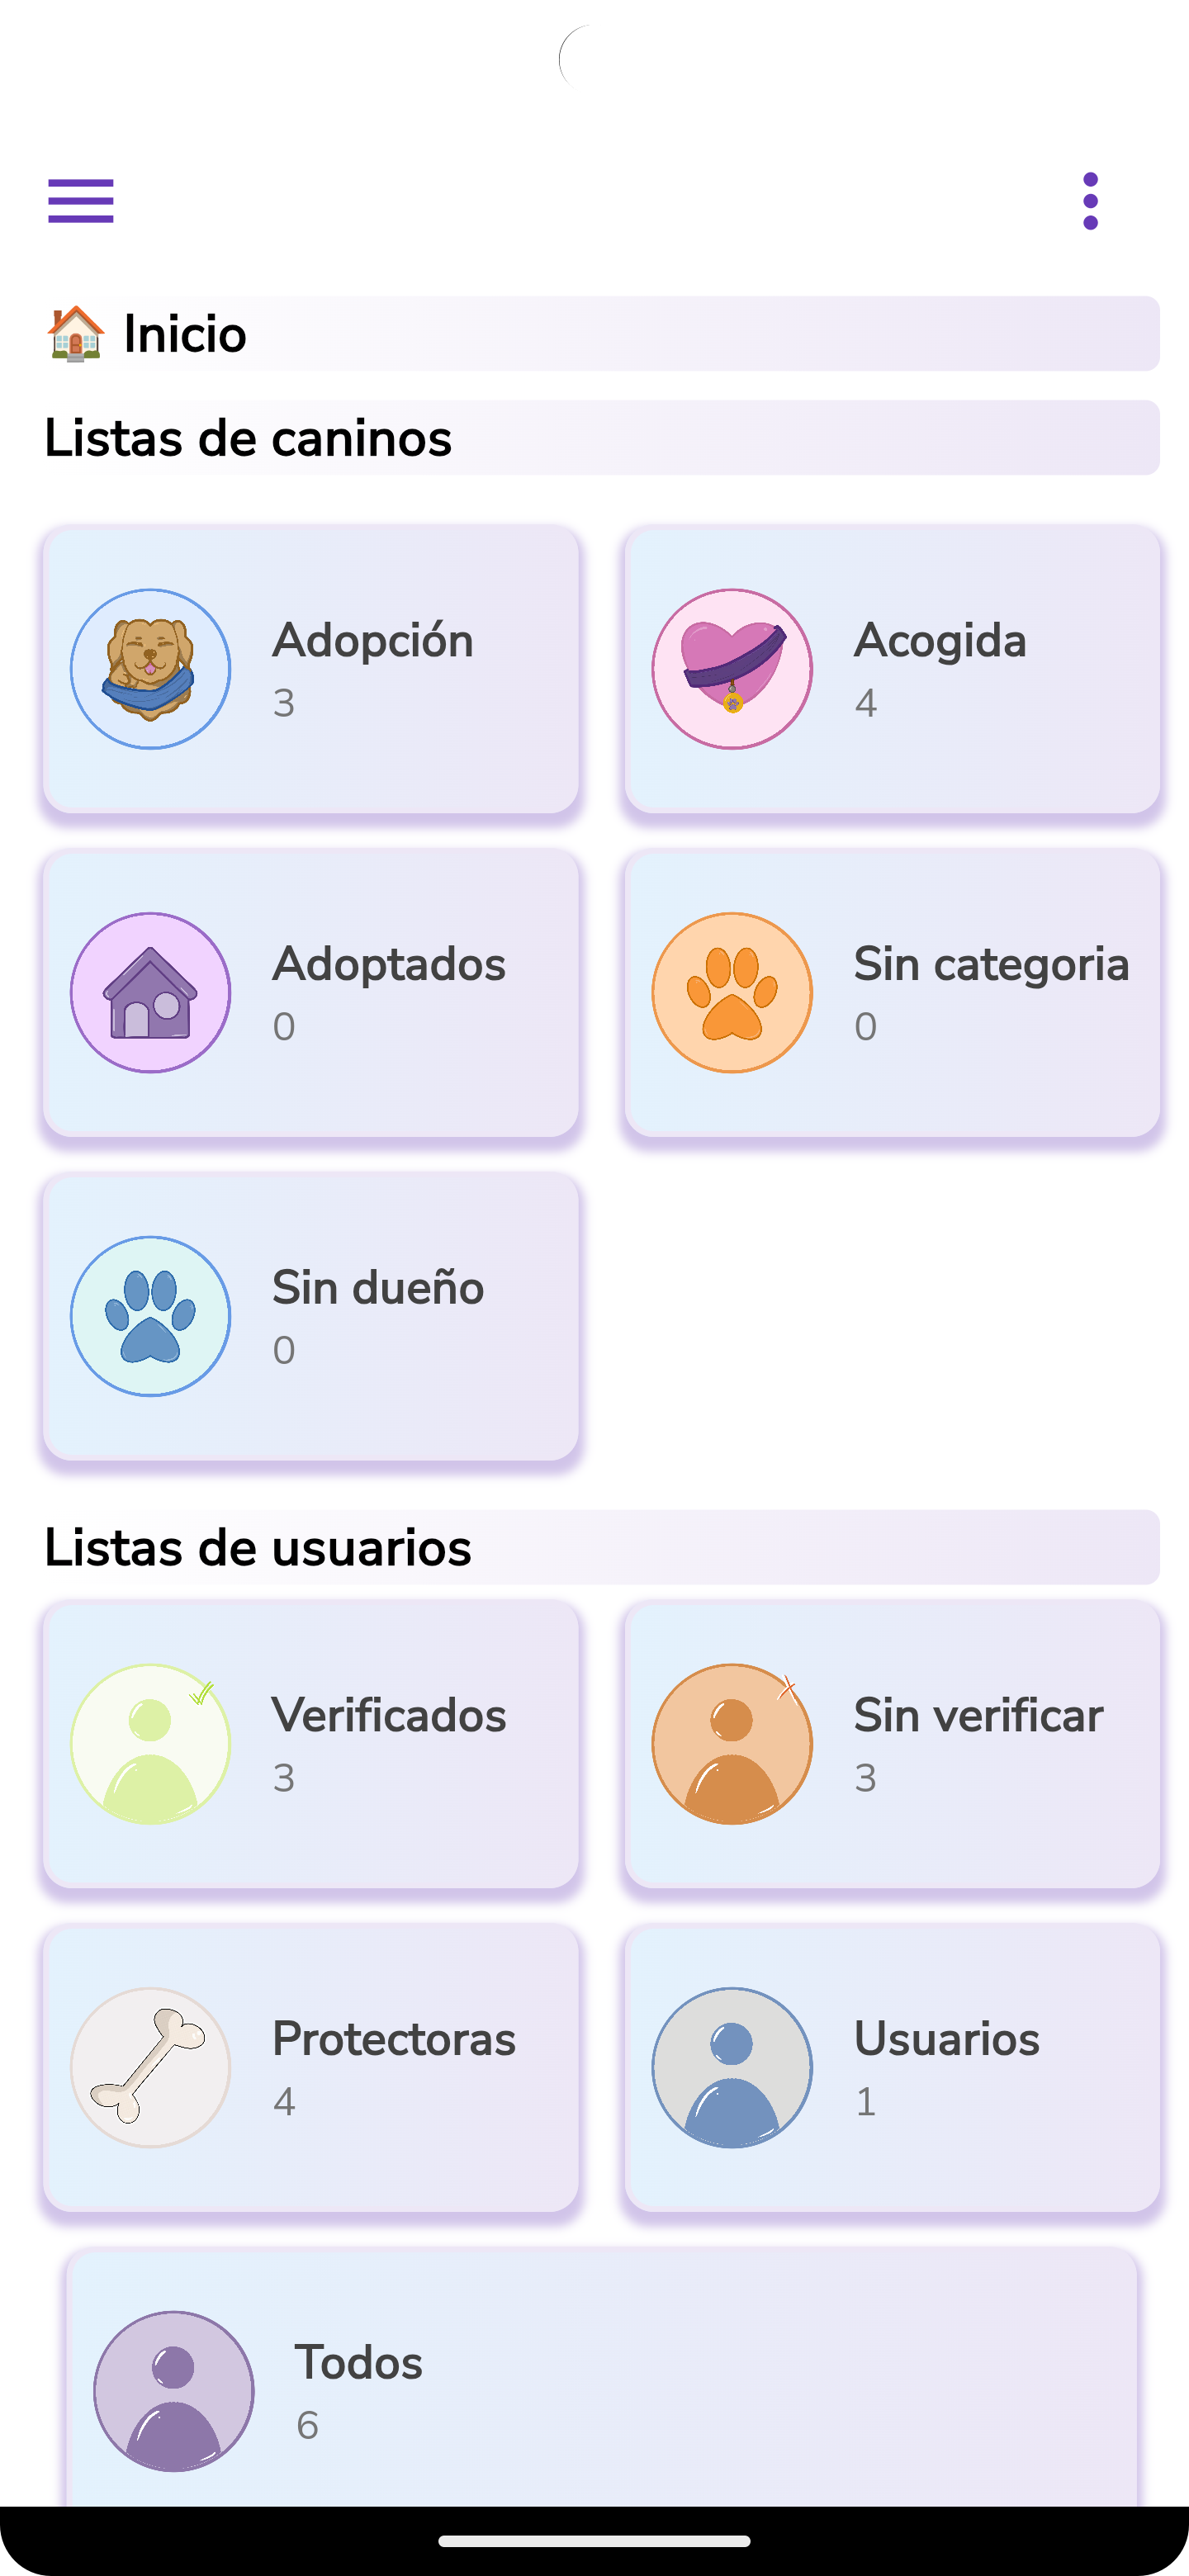 Inicio
Listas de caninos
Adopción
3
Acogida
4
Adoptados
0
Sin categoria
0
Sin dueño
0
Listas de usuarios
Verificados
3
Sin verificar
3
Protectoras
4
Usuarios
1
Todos
6